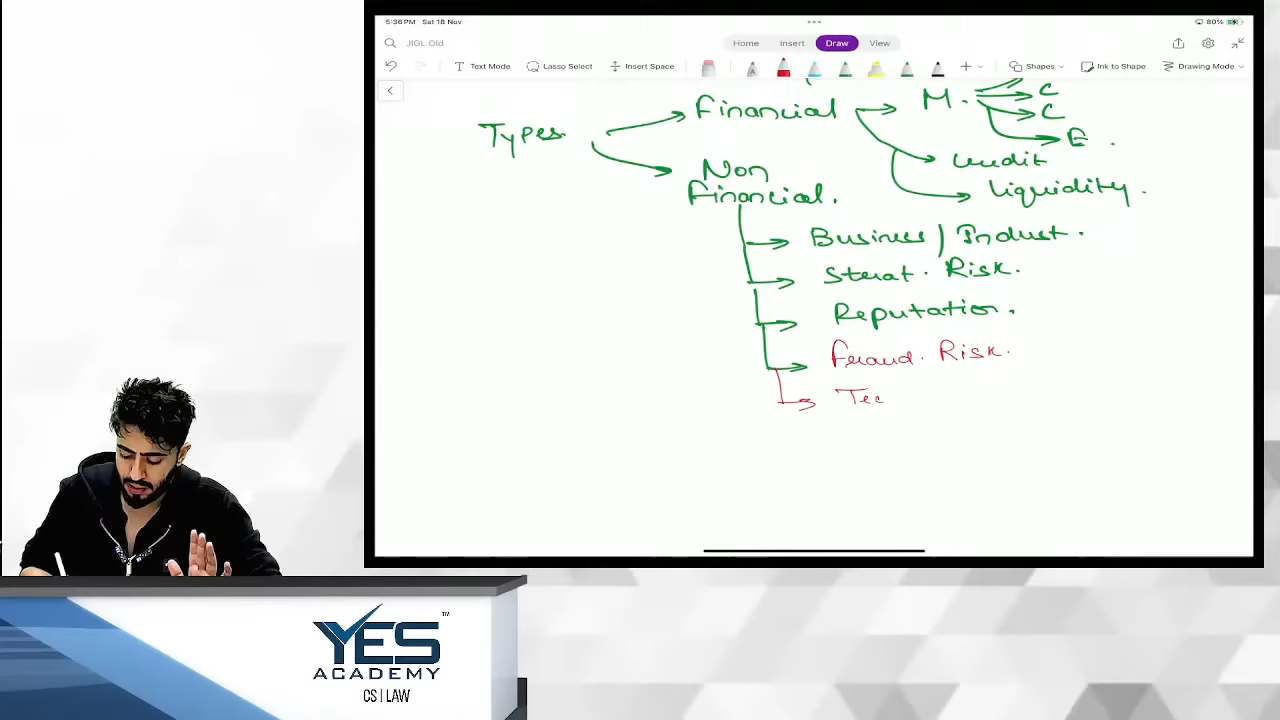 5:36 PM Sat 18 Nov
80%
JIGL Old
Home Insert Draw View
Text Mode Lasso Select Insert Space Shapes Ink to Shape Drawing Mode
Types
Financial
M.
C
C
E
Credit
liquidity.
Non
Financial.
Business / Indust.
Strat. Risk.
Reputation.
Fraud. Risk.
Tec
YES
TM
ACADEMY
CS | LAW